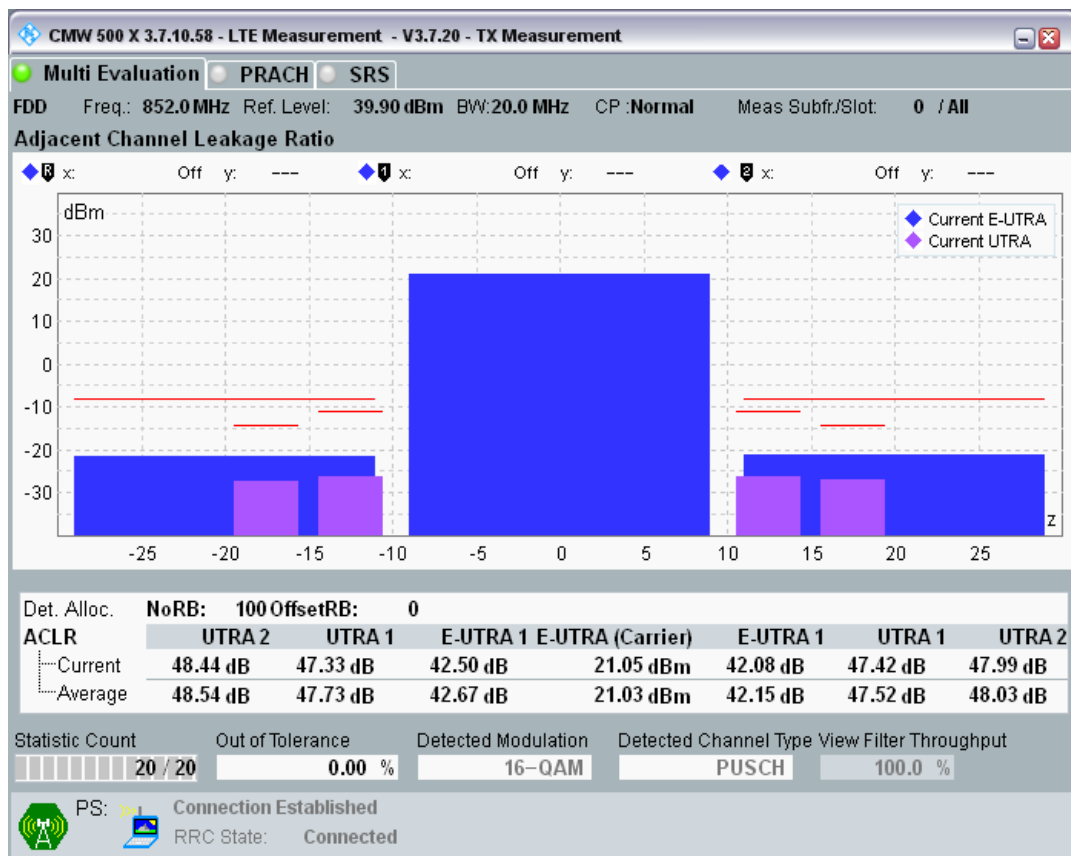 CMW 500 X 3.7.10.58 - LTE Measurement - V3.7.20 - TX Measurement
Multi Evaluation PRACH SRS
FDD Freq.: 852.0 MHz Ref. Level: 39.90 dBm BW:20.0 MHz CP :Normal Meas Subfr./Slot: 0 / All
Adjacent Channel Leakage Ratio
R x: Off y: --- 1 x: Off y: --- 2 x: Off y: ---
dBm
Current E-UTRA
Current UTRA
30
20
10
0
-10
-20
-30
z
-25 -20 -15 -10 -5 0 5 10 15 20 25
Det. Alloc. NoRB: 100 OffsetRB: 0
ACLR UTRA 2 UTRA 1 E-UTRA 1 E-UTRA (Carrier) E-UTRA 1 UTRA 1 UTRA 2
Current 48.44 dB 47.33 dB 42.50 dB 21.05 dBm 42.08 dB 47.42 dB 47.99 dB
Average 48.54 dB 47.73 dB 42.67 dB 21.03 dBm 42.15 dB 47.52 dB 48.03 dB
Statistic Count Out of Tolerance Detected Modulation Detected Channel Type View Filter Throughput
20 / 20 0.00 % 16-QAM PUSCH 100.0 %
PS: Connection Established
RRC State: Connected